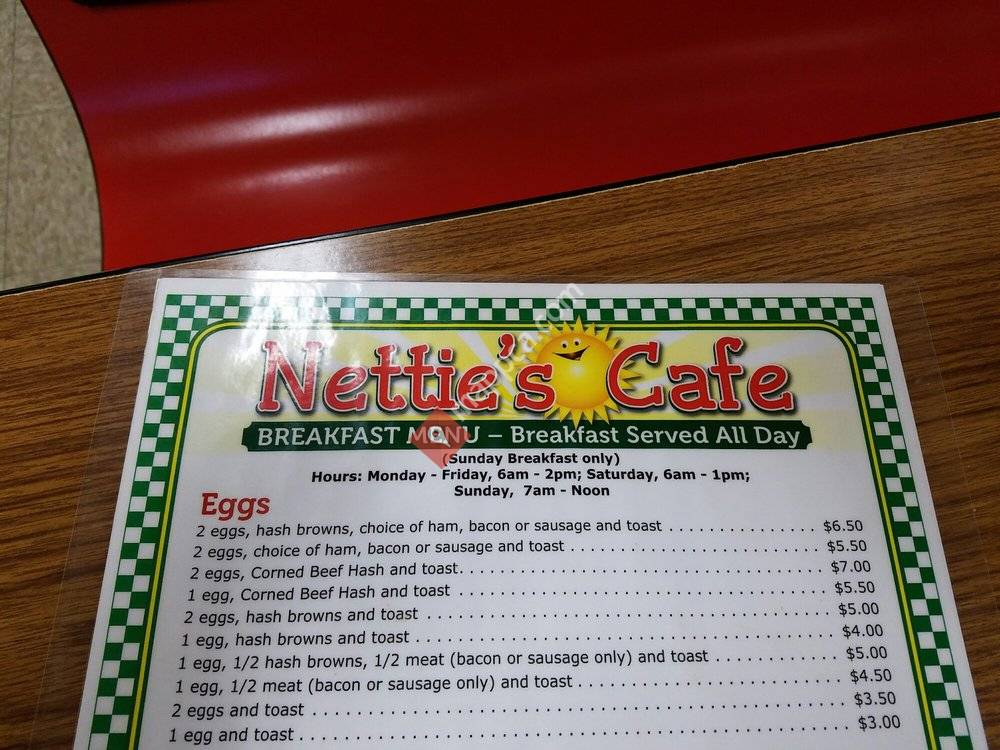 Nettie's Cafe
BREAKFAST MENU – Breakfast Served All Day
(Sunday Breakfast only)
Hours: Monday - Friday, 6am - 2pm; Saturday, 6am - 1pm;
Sunday, 7am - Noon
Eggs
2 eggs, hash browns, choice of ham, bacon or sausage and toast . . . . . . . . . . . . . . . $6.50
2 eggs, choice of ham, bacon or sausage and toast . . . . . . . . . . . . . . . . . . . . . . . . . $5.50
2 eggs, Corned Beef Hash and toast. . . . . . . . . . . . . . . . . . . . . . . . . . . . . . . . . . . . $7.00
1 egg, Corned Beef Hash and toast . . . . . . . . . . . . . . . . . . . . . . . . . . . . . . . . . . . . $5.50
2 eggs, hash browns and toast . . . . . . . . . . . . . . . . . . . . . . . . . . . . . . . . . . . . . . . $5.00
1 egg, hash browns and toast . . . . . . . . . . . . . . . . . . . . . . . . . . . . . . . . . . . . . . . . $4.00
1 egg, 1/2 hash browns, 1/2 meat (bacon or sausage only) and toast . . . . . . . . . . . . $5.00
1 egg, 1/2 meat (bacon or sausage only) and toast . . . . . . . . . . . . . . . . . . . . . . . . . $4.50
2 eggs and toast . . . . . . . . . . . . . . . . . . . . . . . . . . . . . . . . . . . . . . . . . . . . . . . . . $3.50
1 egg and toast . . . . . . . . . . . . . . . . . . . . . . . . . . . . . . . . . . . . . . . . . . . . . . . . . . $3.00